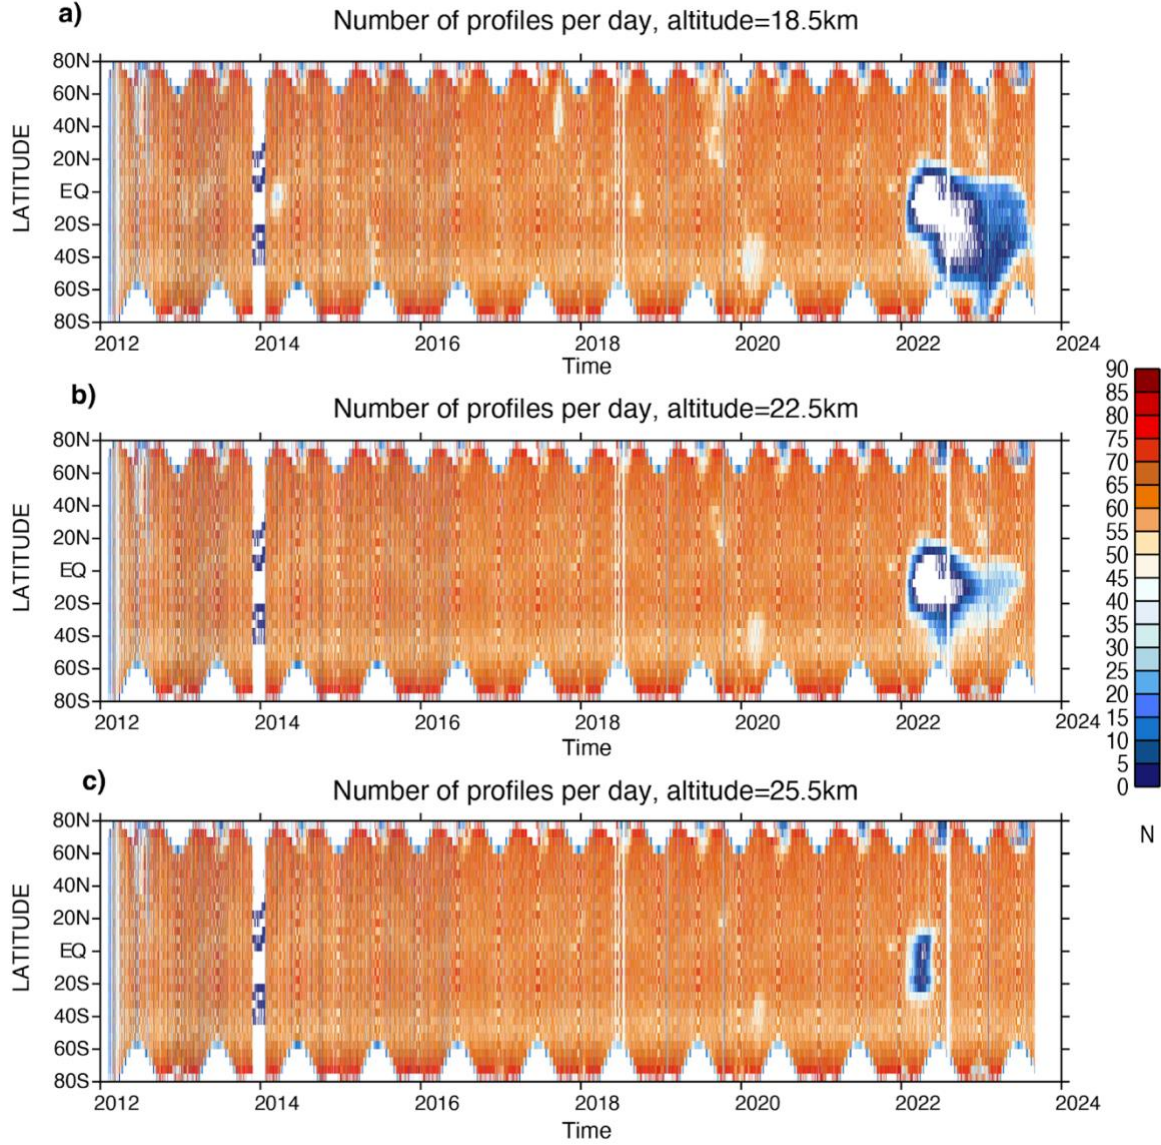 a)
Number of profiles per day, altitude=18.5km
LATITUDE
80N
60N
40N
20N
EQ
20S
40S
60S
80S
2012 2014 2016 2018 2020 2022 2024
Time
b)
Number of profiles per day, altitude=22.5km
LATITUDE
80N
60N
40N
20N
EQ
20S
40S
60S
80S
2012 2014 2016 2018 2020 2022 2024
Time
c)
Number of profiles per day, altitude=25.5km
LATITUDE
80N
60N
40N
20N
EQ
20S
40S
60S
80S
2012 2014 2016 2018 2020 2022 2024
Time
90
85
80
75
70
65
60
55
50
45
40
35
30
25
20
15
10
5
0
N